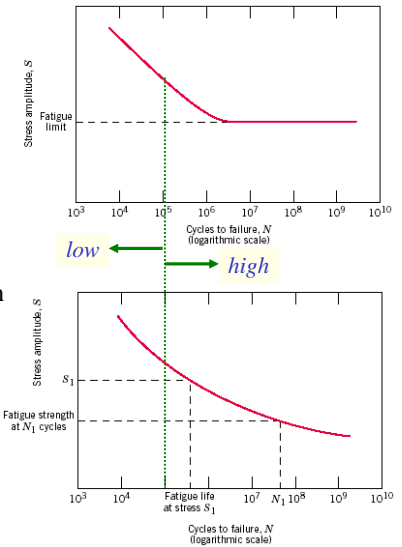 Stress amplitude, S
Fatigue
limit
10³ 10⁴ 10⁵ 10⁶ 10⁷ 10⁸ 10⁹ 10¹⁰
Cycles to failure, N
(logarithmic scale)
low
high
Stress amplitude, S
S₁
Fatigue strength
at N₁ cycles
10³ 10⁴ Fatigue life 10⁷ N₁ 10⁸ 10⁹ 10¹⁰
at stress S₁
Cycles to failure, N
(logarithmic scale)